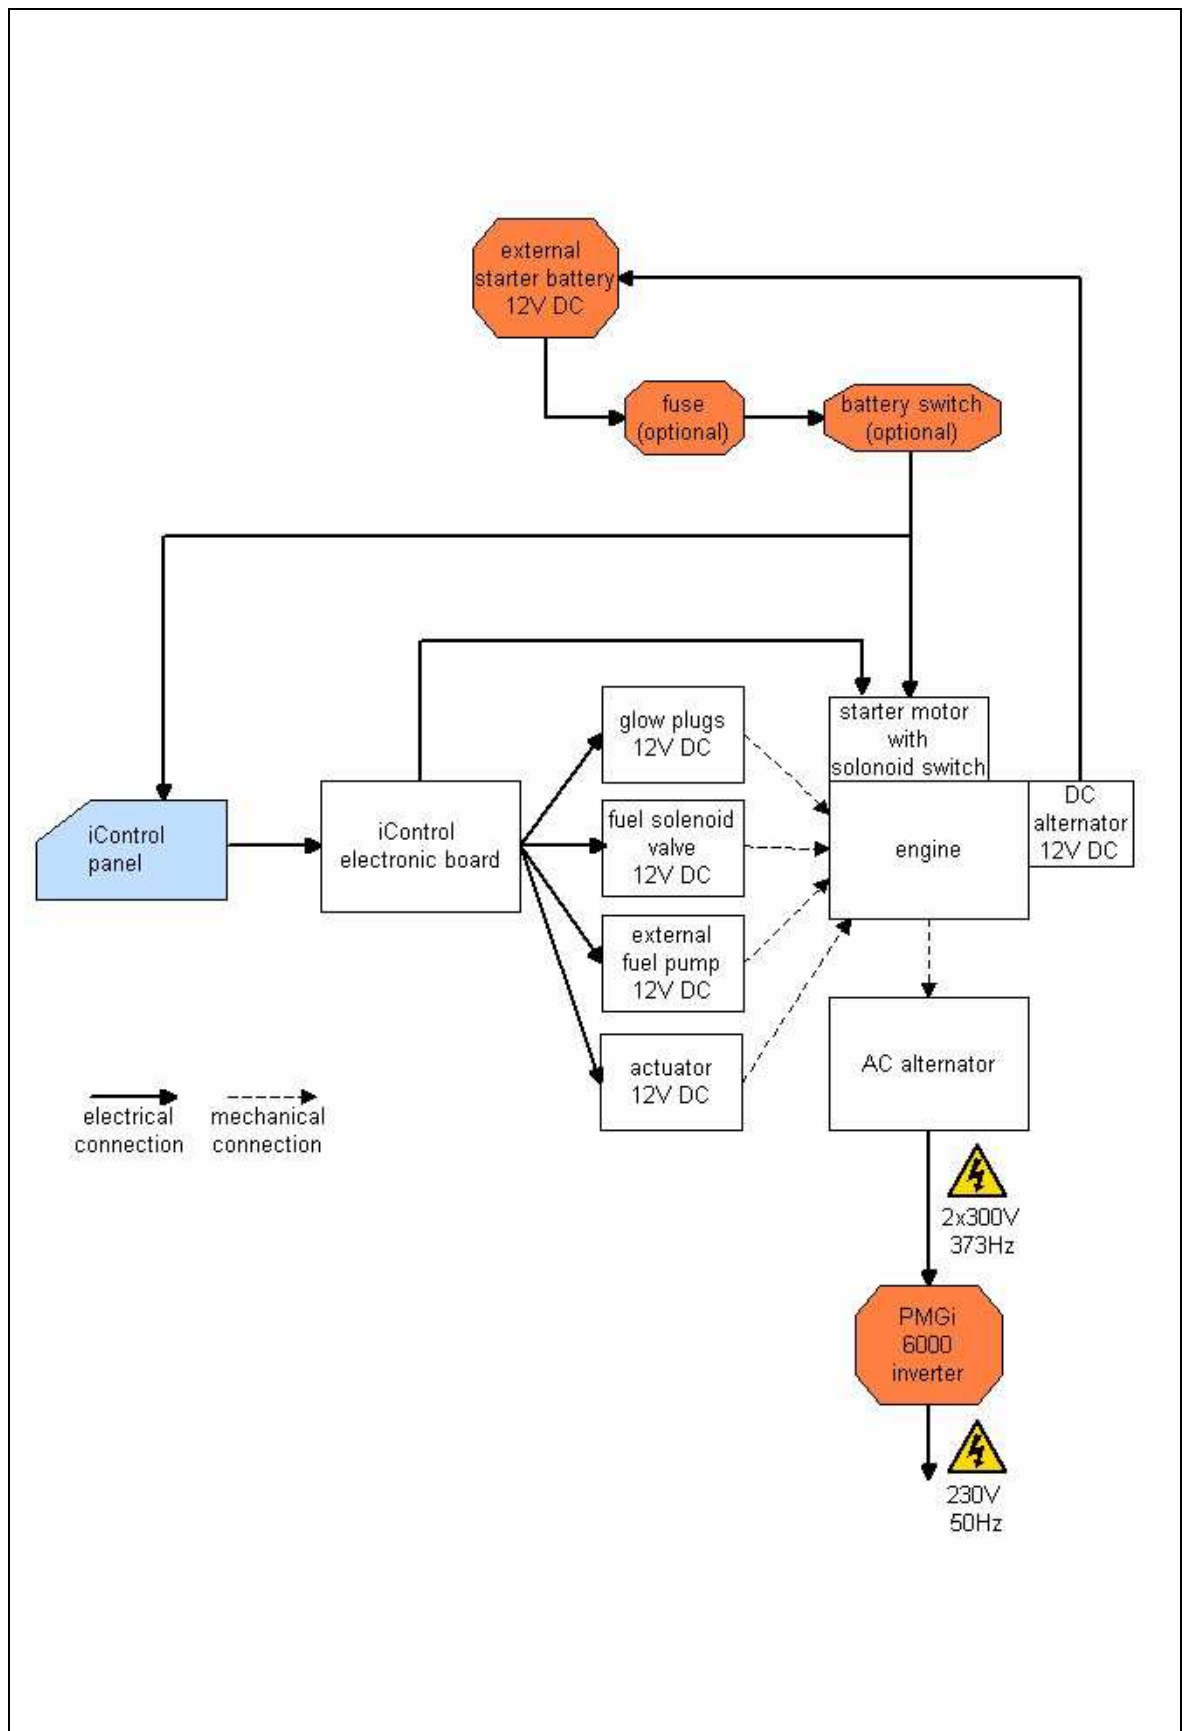 external
starter battery
12V DC
fuse
(optional)
battery switch
(optional)
starter motor
with
solonoid switch
glow plugs
12V DC
fuel solenoid
valve
12V DC
external
fuel pump
12V DC
actuator
12V DC
iControl
panel
iControl
electronic board
engine
DC
alternator
12V DC
AC alternator
electrical
connection
mechanical
connection
2x300V
373Hz
PMGi
6000
inverter
230V
50Hz